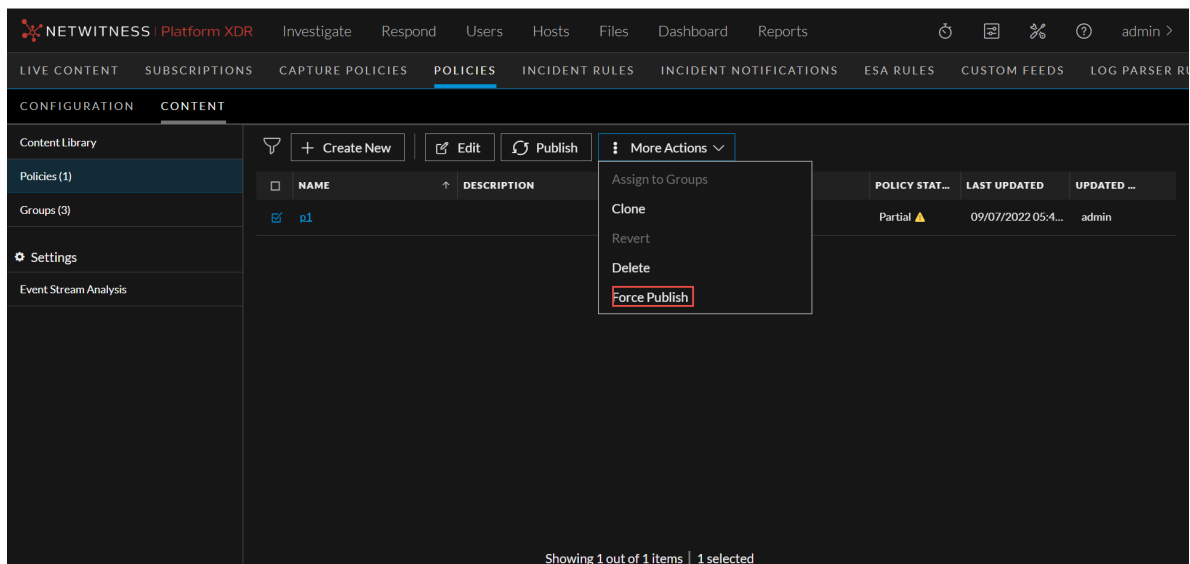 NETWITNESS Platform XDR Investigate Respond Users Hosts Files Dashboard Reports admin >
LIVE CONTENT SUBSCRIPTIONS CAPTURE POLICIES POLICIES INCIDENT RULES INCIDENT NOTIFICATIONS ESA RULES CUSTOM FEEDS LOG PARSER RU
CONFIGURATION CONTENT
Content Library
Policies (1)
Groups (3)
Settings
Event Stream Analysis
+ Create New Edit Publish More Actions
NAME ↑ DESCRIPTION POLICY STAT... LAST UPDATED UPDATED ...
p1 Partial 09/07/2022 05:4... admin
Assign to Groups
Clone
Revert
Delete
Force Publish
Showing 1 out of 1 items | 1 selected